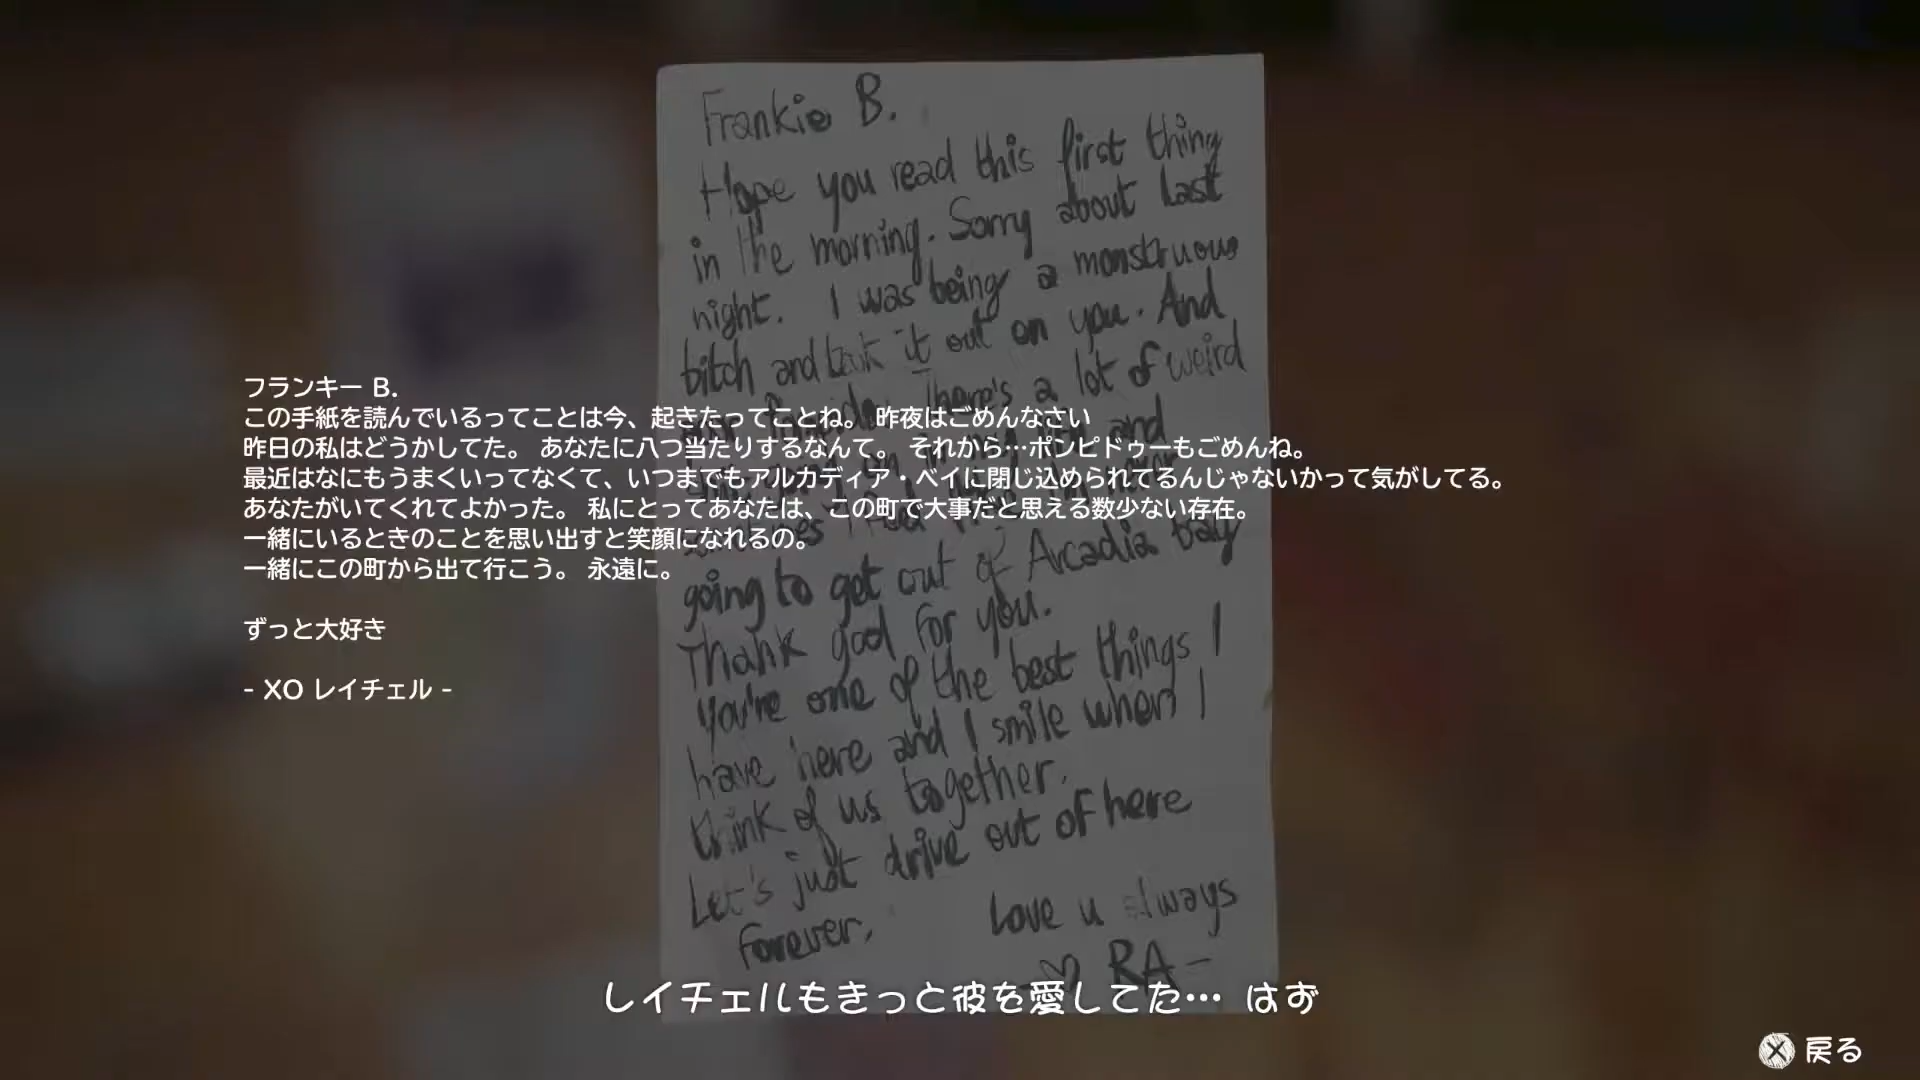 Frankie B.
Hope you read this first thing
in the morning. Sorry about last
night. I was being a monstruous
bitch and took it out on you. And
There's a lot of weird
and
going to get out of Arcadia bay
Thank god for you.
You're one of the best things I
have here and I smile when I
think of us together.
Let's just drive out of here
forever.
Love u always
♡ RA -
フランキー B.
この手紙を読んでいるってことは今、起きたってことね。 昨夜はごめんなさい
昨日の私はどうかしてた。 あなたに八つ当たりするなんて。 それから…ポンピドゥーもごめんね。
最近はなにもうまくいってなくて、いつまでもアルカディア・ベイに閉じ込められてるんじゃないかって気がしてる。
あなたがいてくれてよかった。 私にとってあなたは、この町で大事だと思える数少ない存在。
一緒にいるときのことを思い出すと笑顔になれるの。
一緒にこの町から出て行こう。 永遠に。
ずっと大好き
- XO レイチェル -
レイチェルもきっと彼を愛してた… はず
戻る